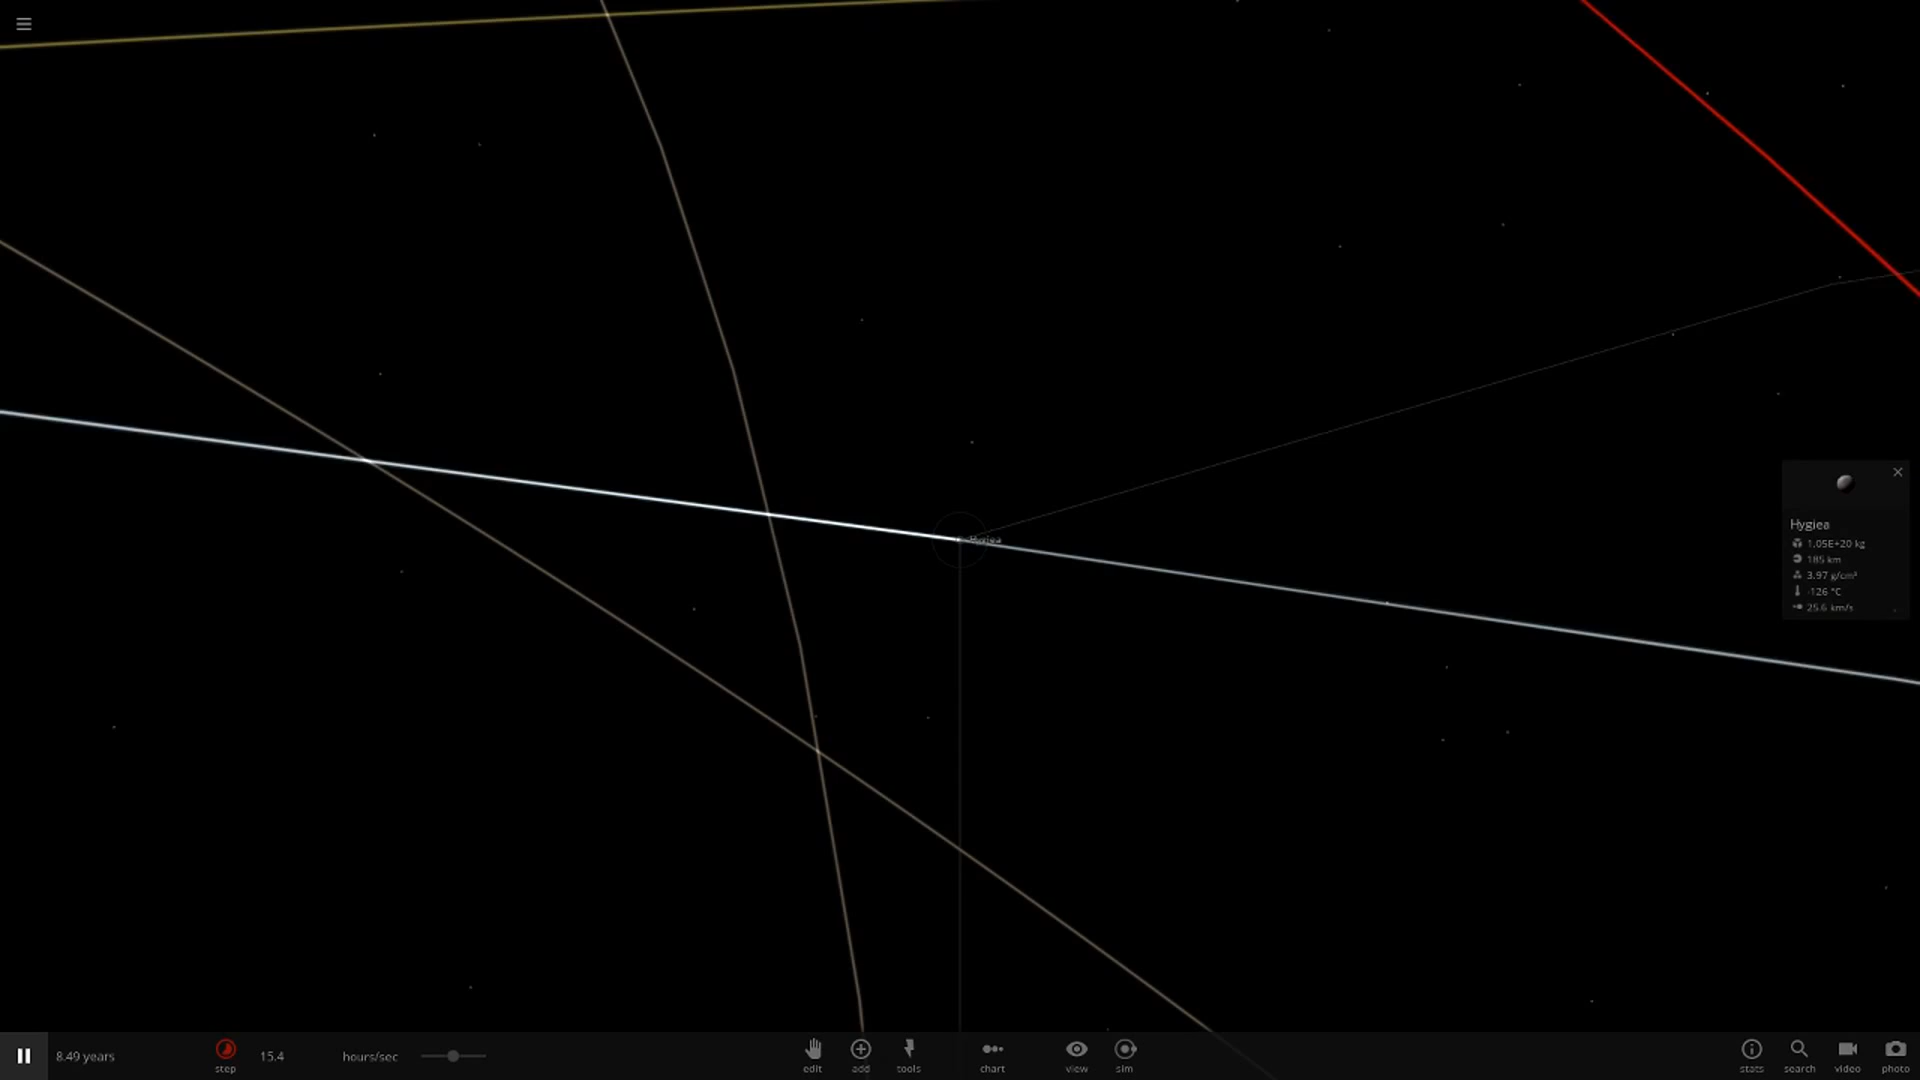 Hygiea
Hygiea
1.05E+20 kg
185 km
3.97 g/cm³
-126 °C
25.6 km/s
8.49 years
step
15.4
hours/sec
edit
add
tools
chart
view
sim
stats
search
video
photo